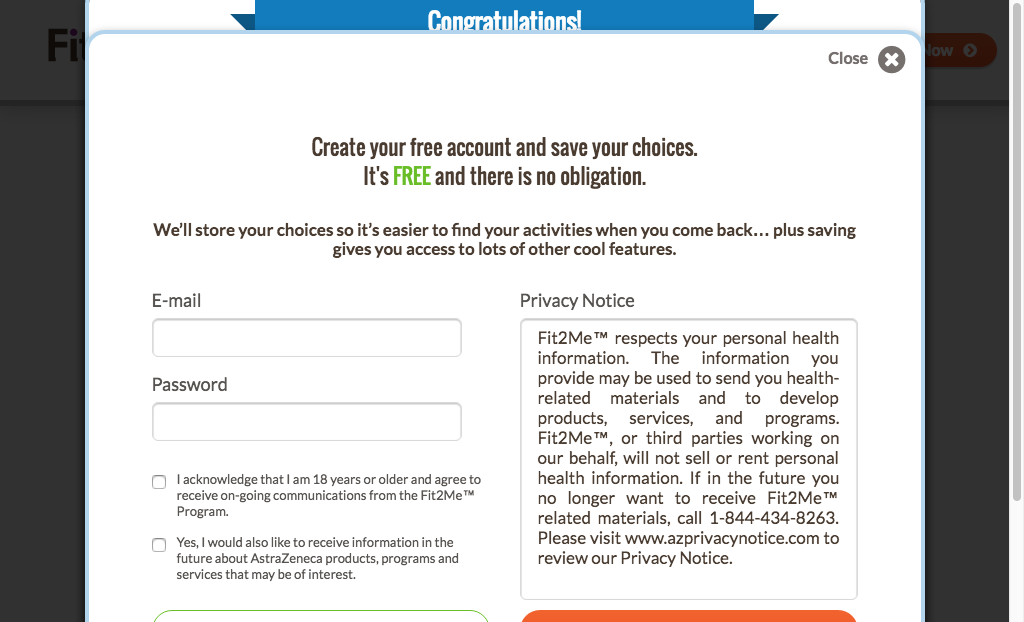 Congratulations!
Fit
Now
Close
Create your free account and save your choices.
It's FREE and there is no obligation.
We’ll store your choices so it’s easier to find your activities when you come back… plus saving
gives you access to lots of other cool features.
E-mail
Privacy Notice
Fit2Me™ respects your personal health
information. The information you
provide may be used to send you health-
related materials and to develop
products, services, and programs.
Fit2Me™, or third parties working on
our behalf, will not sell or rent personal
health information. If in the future you
no longer want to receive Fit2Me™
related materials, call 1-844-434-8263.
Please visit www.azprivacynotice.com to
review our Privacy Notice.
Password
I acknowledge that I am 18 years or older and agree to
receive on-going communications from the Fit2Me™
Program.
Yes, I would also like to receive information in the
future about AstraZeneca products, programs and
services that may be of interest.